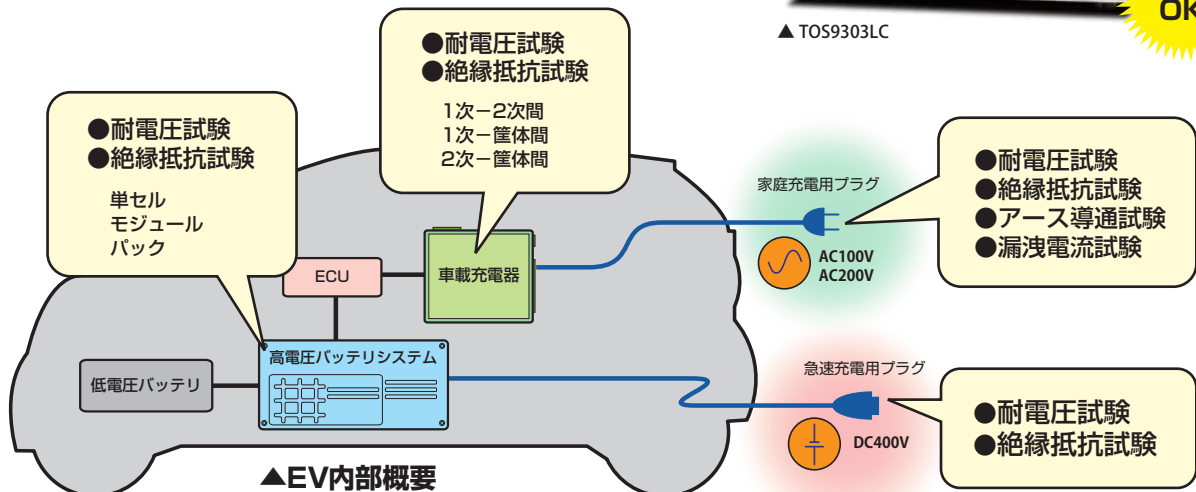 OK
▲ TOS9303LC
●耐電圧試験
●絶縁抵抗試験
1次−2次間
1次−筐体間
2次−筐体間
●耐電圧試験
●絶縁抵抗試験
単セル
モジュール
パック
家庭充電用プラグ
AC100V
AC200V
●耐電圧試験
●絶縁抵抗試験
●アース導通試験
●漏洩電流試験
ECU
車載充電器
高電圧バッテリシステム
低電圧バッテリ
急速充電用プラグ
DC400V
●耐電圧試験
●絶縁抵抗試験
▲EV内部概要